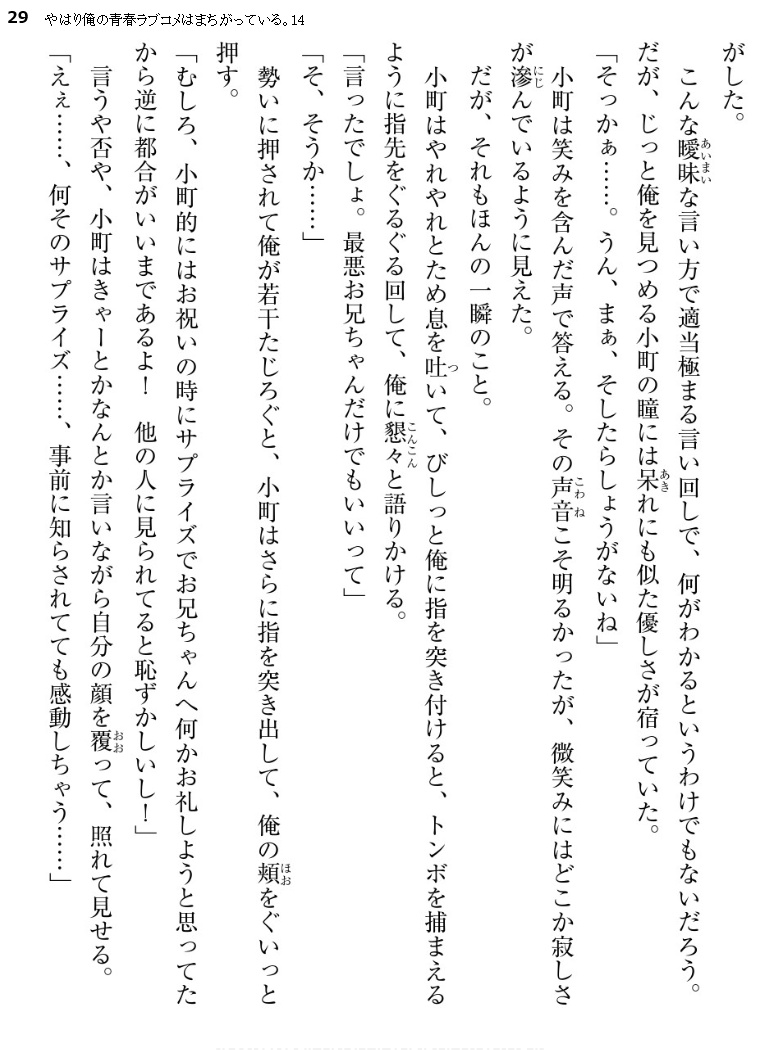 29 やはり俺の青春ラブコメはまちがっている。14
がした。
こんな曖昧な言い方で適当極まる言い回しで、何がわかるというわけでもないだろう。
だが、じっと俺を見つめる小町の瞳には呆れにも似た優しさが宿っていた。
「そっかぁ……。うん、まぁ、そしたらしょうがないね」
小町は笑みを含んだ声で答える。その声音こそ明るかったが、微笑みにはどこか寂しさ
が滲んでいるように見えた。
だが、それもほんの一瞬のこと。
小町はやれやれとため息を吐いて、びしっと俺に指を突き付けると、トンボを捕まえる
ように指先をぐるぐる回して、俺に懇々と語りかける。
「言ったでしょ。最悪お兄ちゃんだけでもいいって」
「そ、そうか……」
勢いに押されて俺が若干たじろぐと、小町はさらに指を突き出して、俺の頬をぐいっと
押す。
「むしろ、小町的にはお祝いの時にサプライズでお兄ちゃんへ何かお礼しようと思ってた
から逆に都合がいいまであるよ！　他の人に見られてると恥ずかしいし！」
言うや否や、小町はきゃーとかなんとか言いながら自分の顔を覆って、照れて見せる。
「えぇ……、何そのサプライズ……、事前に知らされてても感動しちゃう……」